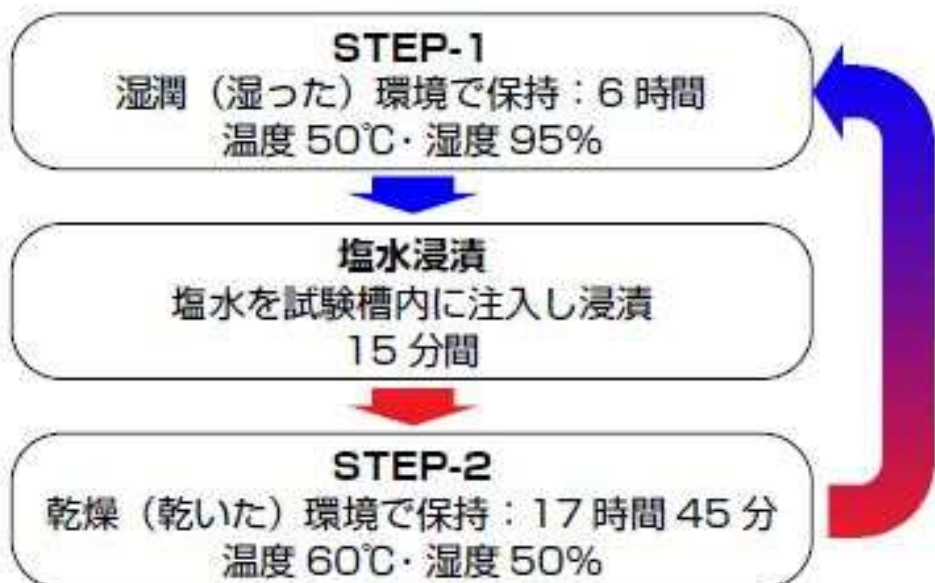 STEP-1
湿潤（湿った）環境で保持：6 時間
温度 50℃・湿度 95%
塩水浸漬
塩水を試験槽内に注入し浸漬
15 分間
STEP-2
乾燥（乾いた）環境で保持：17 時間 45 分
温度 60℃・湿度 50%